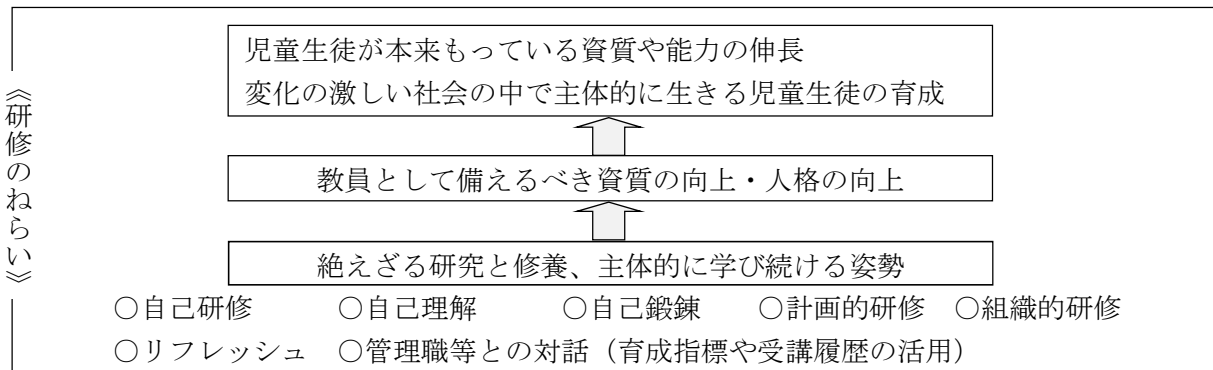 《研修のねらい》
児童生徒が本来もっている資質や能力の伸長
変化の激しい社会の中で主体的に生きる児童生徒の育成
教員として備えるべき資質の向上・人格の向上
絶えざる研究と修養、主体的に学び続ける姿勢
○自己研修 ○自己理解 ○自己鍛錬 ○計画的研修 ○組織的研修
○リフレッシュ ○管理職等との対話（育成指標や受講履歴の活用）